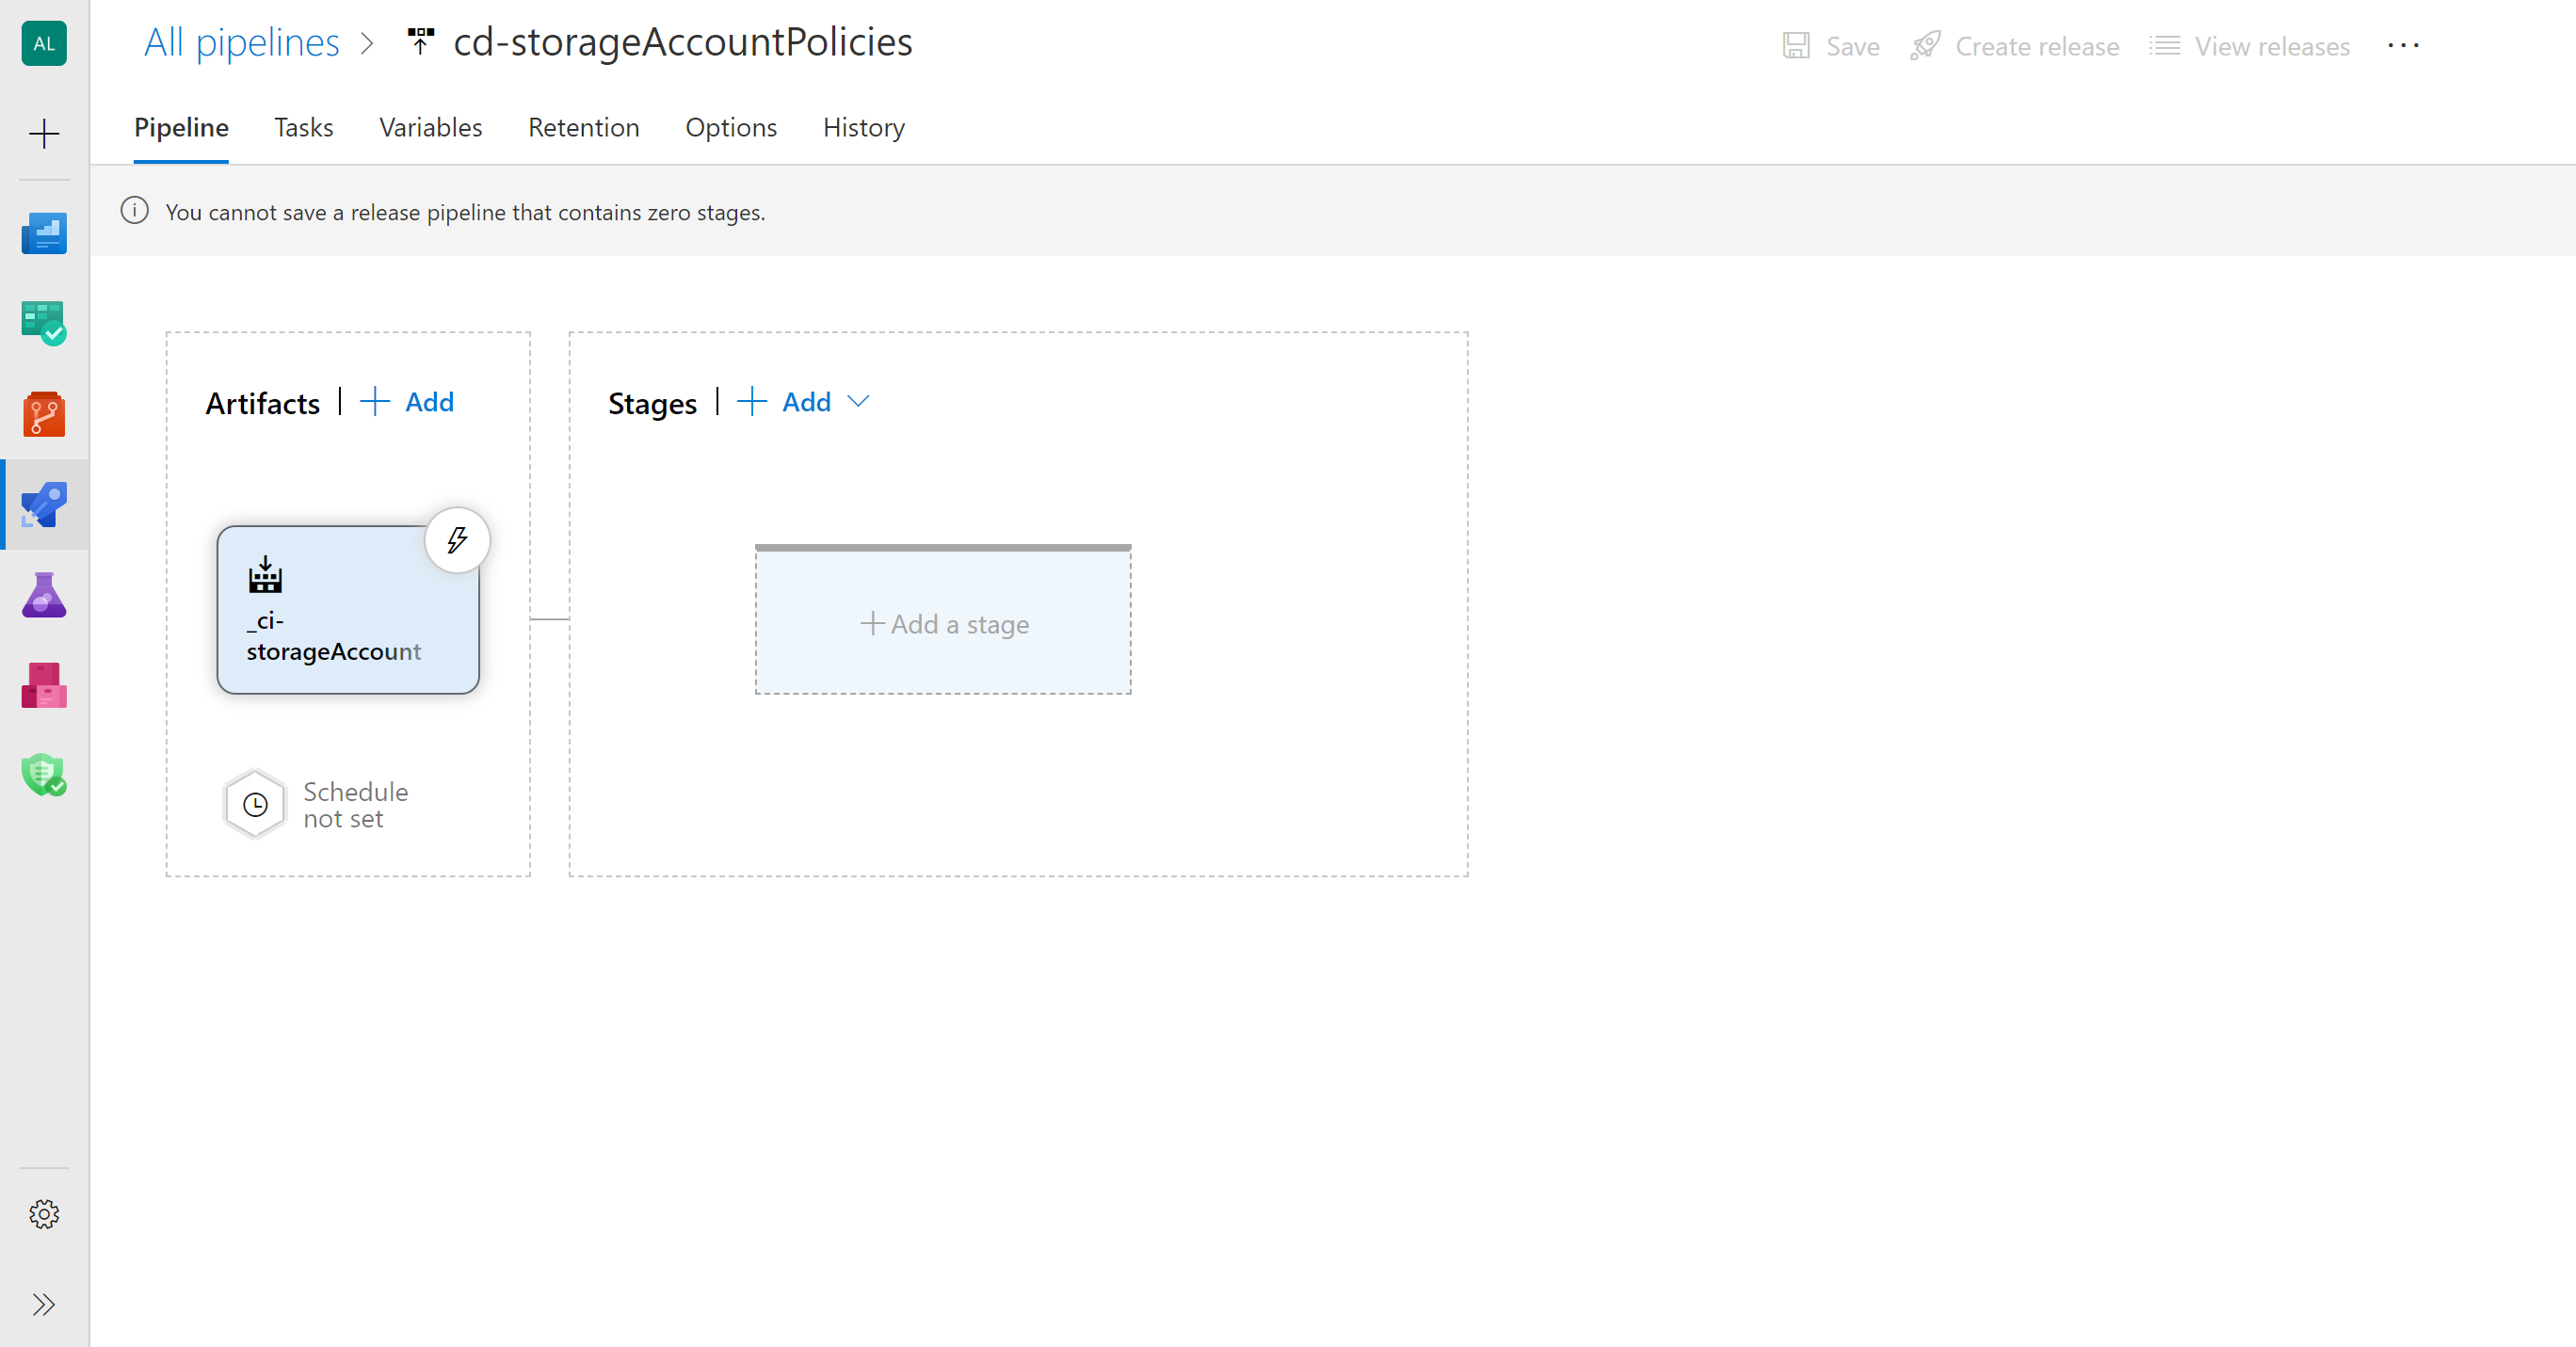 AL
All pipelines > cd-storageAccountPolicies
Save Create release View releases ...
Pipeline Tasks Variables Retention Options History
You cannot save a release pipeline that contains zero stages.
Artifacts | + Add
Stages | + Add
_ci-
storageAccount
+ Add a stage
Schedule
not set